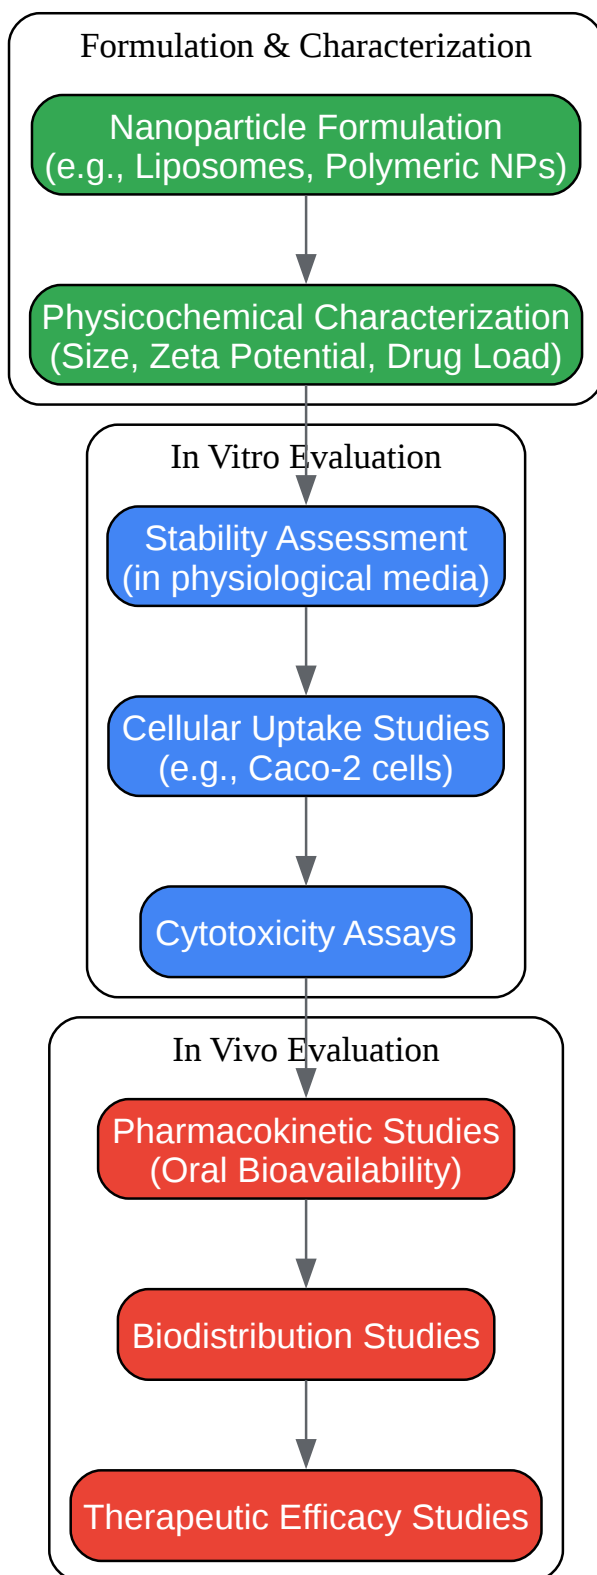 Formulation & Characterization
Nanoparticle Formulation
(e.g., Liposomes, Polymeric NPs)
Physicochemical Characterization
(Size, Zeta Potential, Drug Load)
In Vitro Evaluation
Stability Assessment
(in physiological media)
Cellular Uptake Studies
(e.g., Caco-2 cells)
Cytotoxicity Assays
In Vivo Evaluation
Pharmacokinetic Studies
(Oral Bioavailability)
Biodistribution Studies
Therapeutic Efficacy Studies